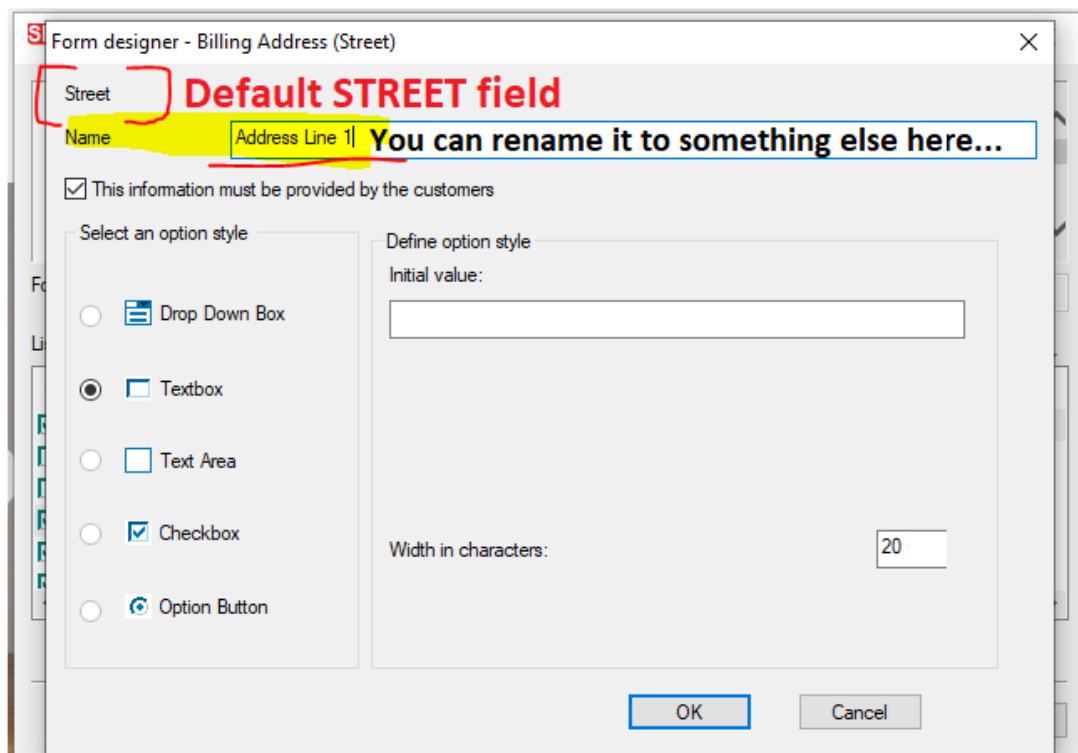 Form designer - Billing Address (Street)
Street
Default STREET field
Name
Address Line 1
You can rename it to something else here...
This information must be provided by the customers
Select an option style
Define option style
Initial value:
Drop Down Box
Textbox
Text Area
Checkbox
Option Button
Width in characters:
20
OK
Cancel